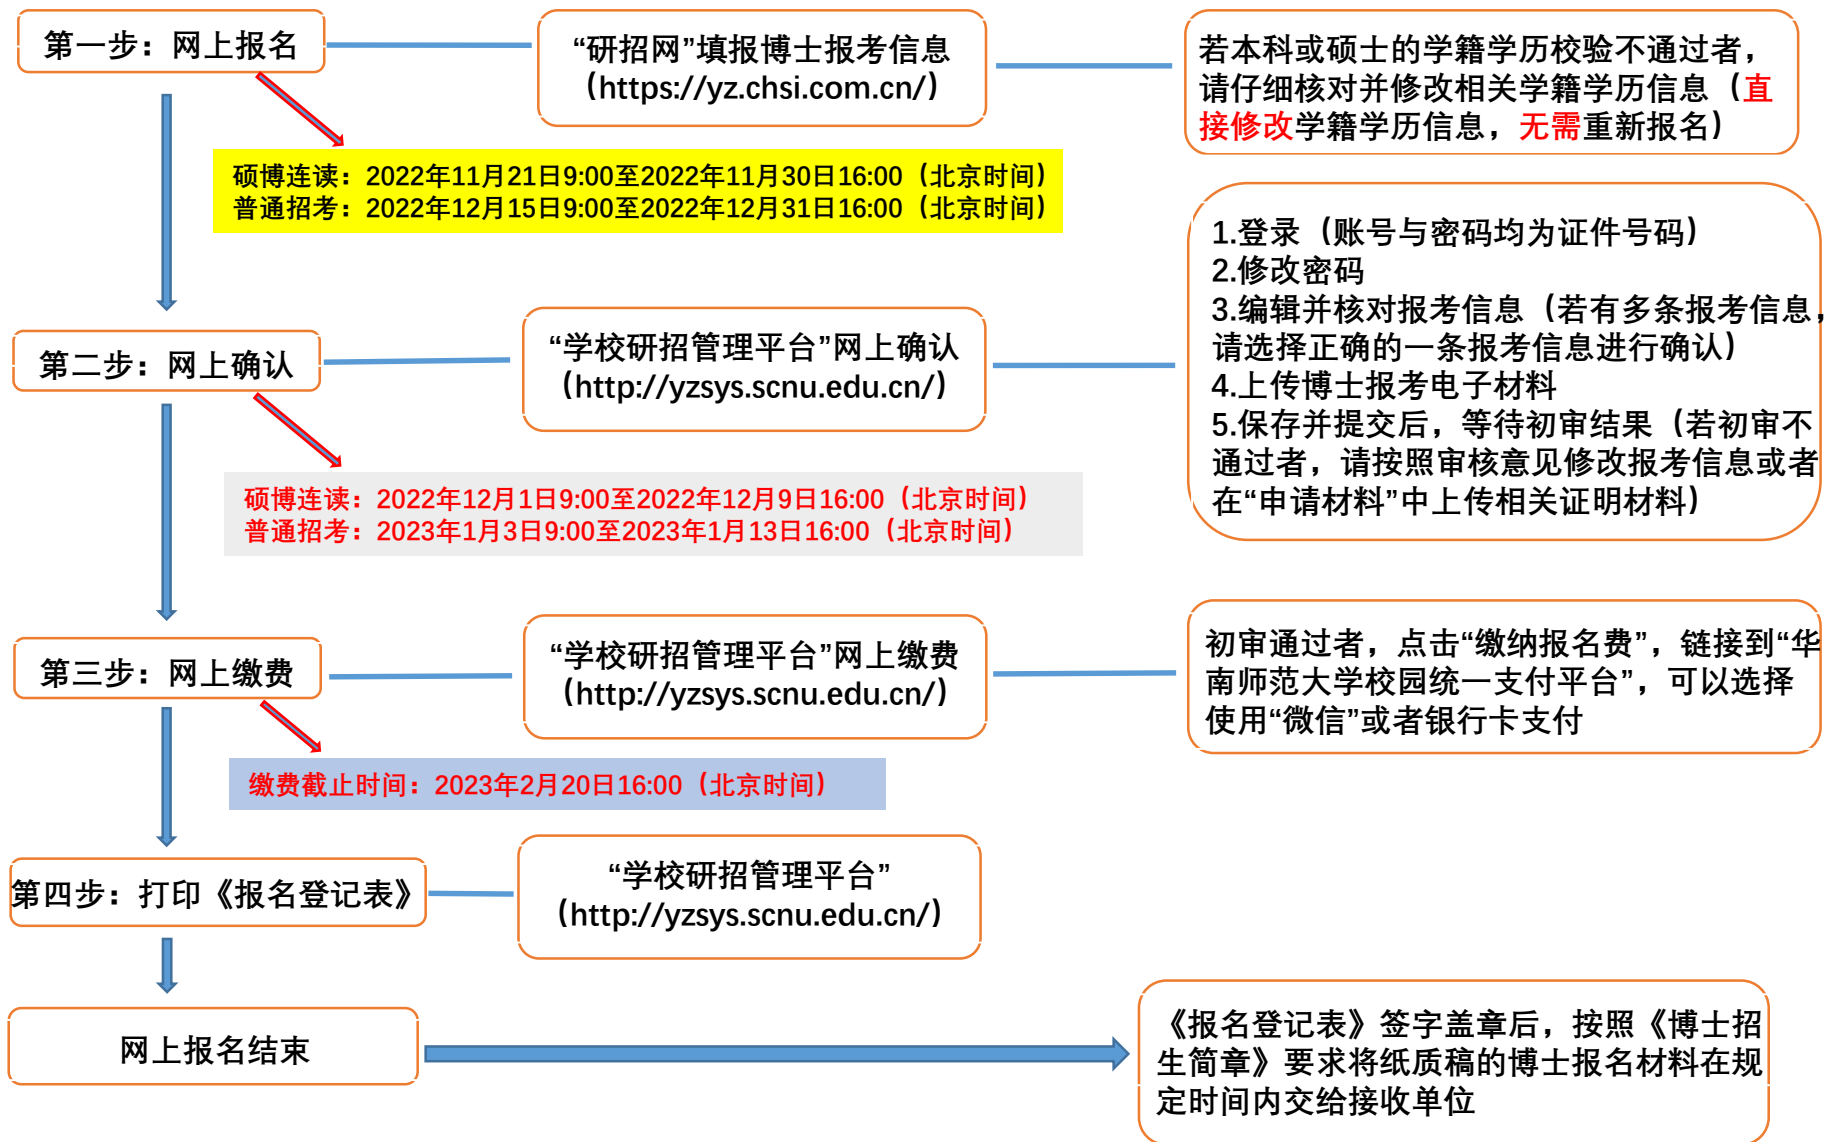 第一步：网上报名
“研招网”填报博士报考信息
（https://yz.chsi.com.cn/）
若本科或硕士的学籍学历校验不通过者，
请仔细核对并修改相关学籍学历信息（直
接修改学籍学历信息，无需重新报名）
硕博连读：2022年11月21日9:00至2022年11月30日16:00（北京时间）
普通招考：2022年12月15日9:00至2022年12月31日16:00（北京时间）
第二步：网上确认
“学校研招管理平台”网上确认
（http://yzsys.scnu.edu.cn/）
1.登录（账号与密码均为证件号码）
2.修改密码
3.编辑并核对报考信息（若有多条报考信息，
请选择正确的一条报考信息进行确认）
4.上传博士报考电子材料
5.保存并提交后，等待初审结果（若初审不
通过者，请按照审核意见修改报考信息或者
在“申请材料”中上传相关证明材料）
硕博连读：2022年12月1日9:00至2022年12月9日16:00（北京时间）
普通招考：2023年1月3日9:00至2023年1月13日16:00（北京时间）
第三步：网上缴费
“学校研招管理平台”网上缴费
（http://yzsys.scnu.edu.cn/）
初审通过者，点击“缴纳报名费”，链接到“华
南师范大学校园统一支付平台”，可以选择
使用“微信”或者银行卡支付
缴费截止时间：2023年2月20日16:00（北京时间）
第四步：打印《报名登记表》
“学校研招管理平台”
（http://yzsys.scnu.edu.cn/）
网上报名结束
《报名登记表》签字盖章后，按照《博士招
生简章》要求将纸质稿的博士报名材料在规
定时间内交给接收单位